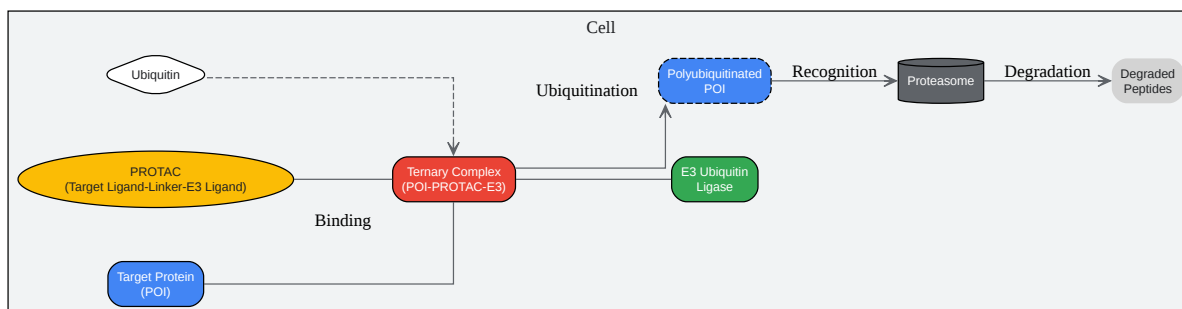 Cell
Ubiquitin
Ubiquitination
Polyubiquitinated
POI
Recognition
Proteasome
Degradation
Degraded
Peptides
PROTAC
(Target Ligand-Linker-E3 Ligand)
Ternary Complex
(POI-PROTAC-E3)
E3 Ubiquitin
Ligase
Binding
Target Protein
(POI)